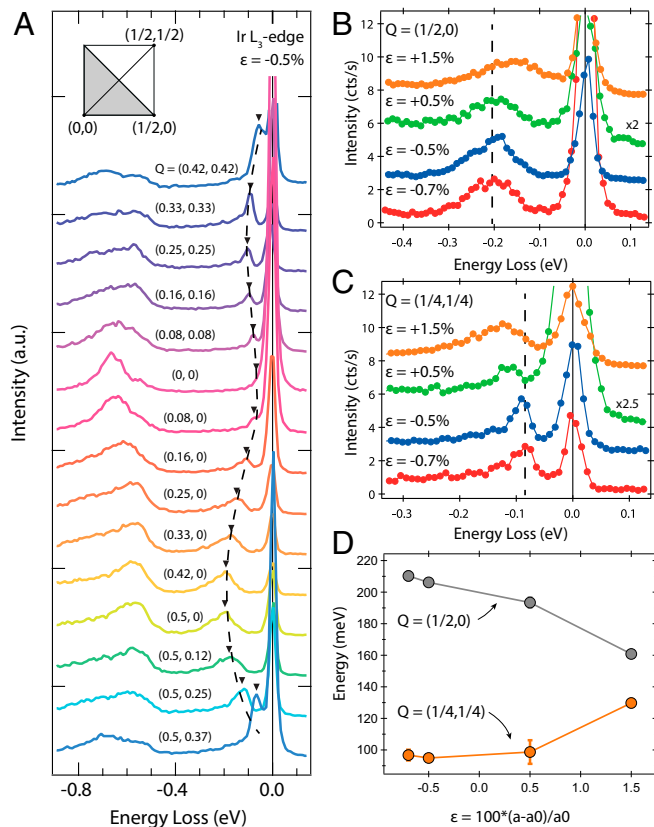 A
(1/2,1/2)
(0,0)
(1/2,0)
Ir L3-edge
ε = -0.5%
Q = (0.42, 0.42)
(0.33, 0.33)
(0.25, 0.25)
(0.16, 0.16)
(0.08, 0.08)
(0, 0)
(0.08, 0)
(0.16, 0)
(0.25, 0)
(0.33, 0)
(0.42, 0)
(0.5, 0)
(0.5, 0.12)
(0.5, 0.25)
(0.5, 0.37)
Intensity (a.u.)
-0.8 -0.4 0.0
Energy Loss (eV)
B
Q = (1/2,0)
ε = +1.5%
ε = +0.5%
x2
ε = -0.5%
ε = -0.7%
12
10
8
6
4
2
0
Intensity (cts/s)
-0.4 -0.3 -0.2 -0.1 0.0 0.1
Energy Loss (eV)
C
Q = (1/4,1/4)
ε = +1.5%
ε = +0.5%
x2.5
ε = -0.5%
ε = -0.7%
12
10
8
6
4
2
0
Intensity (cts/s)
-0.3 -0.2 -0.1 0.0 0.1
Energy Loss (eV)
D
220
200
180
160
140
120
100
Energy (meV)
Q = (1/2,0)
Q = (1/4,1/4)
-0.5 0.0 0.5 1.0 1.5
ε = 100*(a-a0)/a0